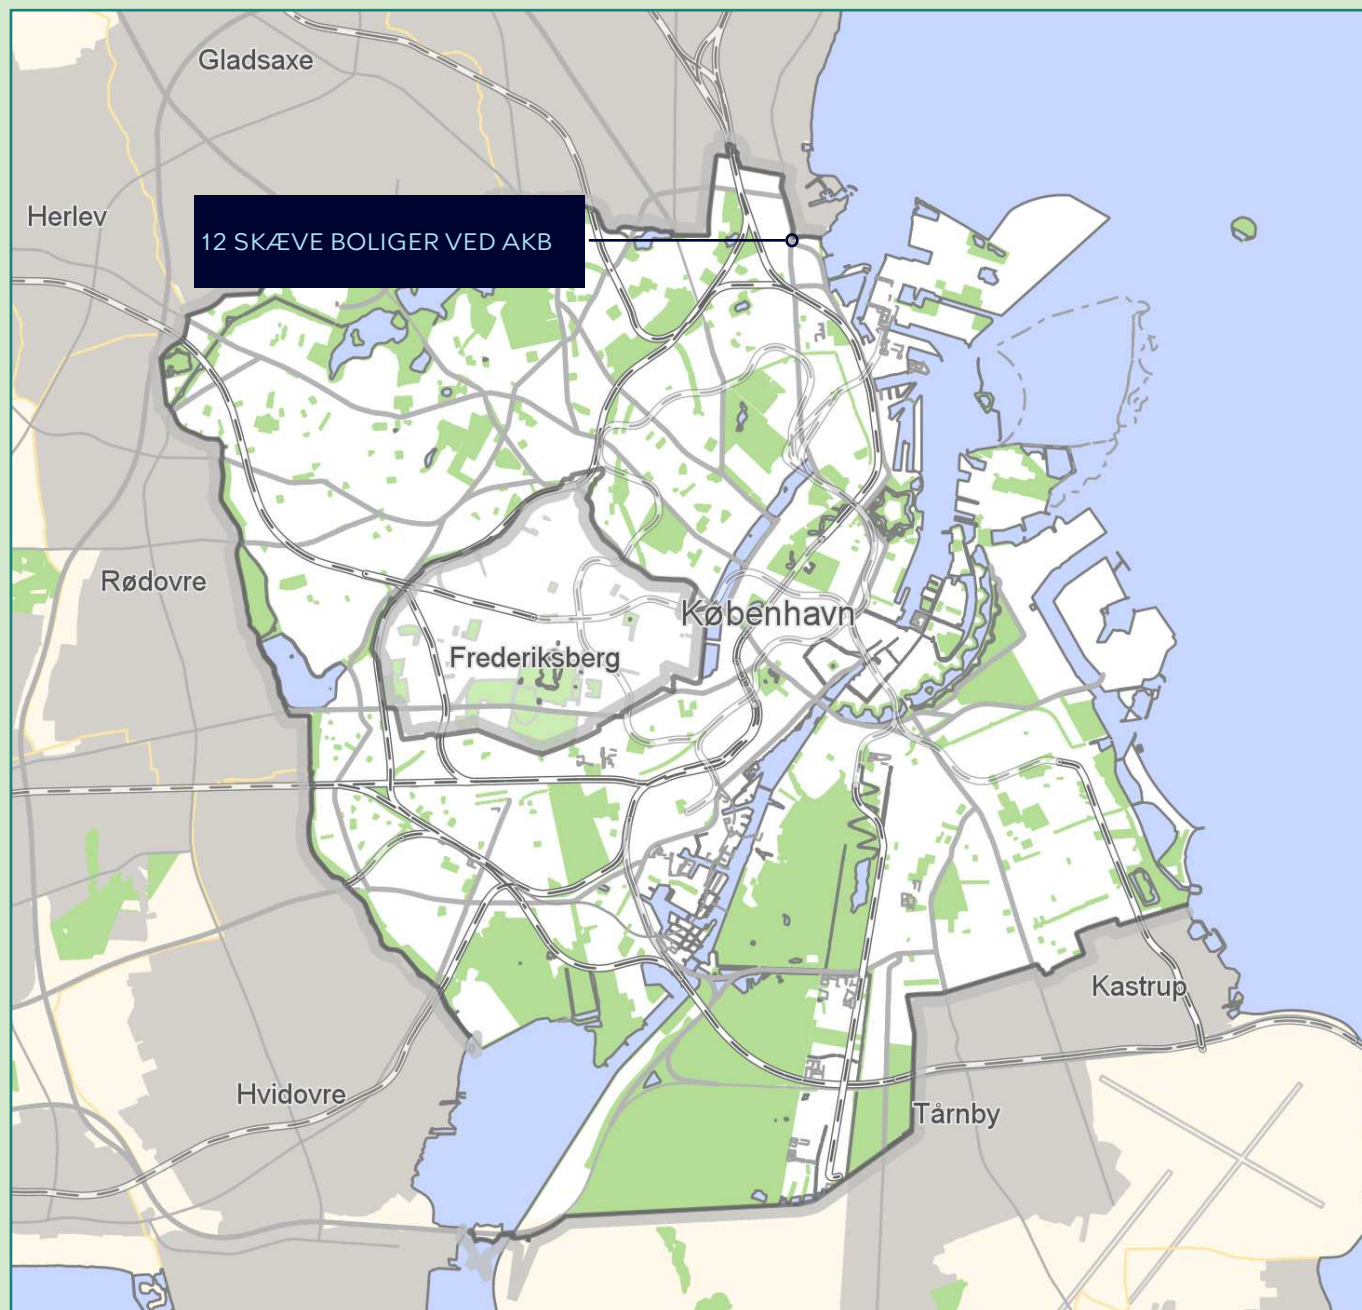 Gladsaxe
Herlev
12 SKÆVE BOLIGER VED AKB
Rødovre
København
Frederiksberg
Kastrup
Hvidovre
Tårnby